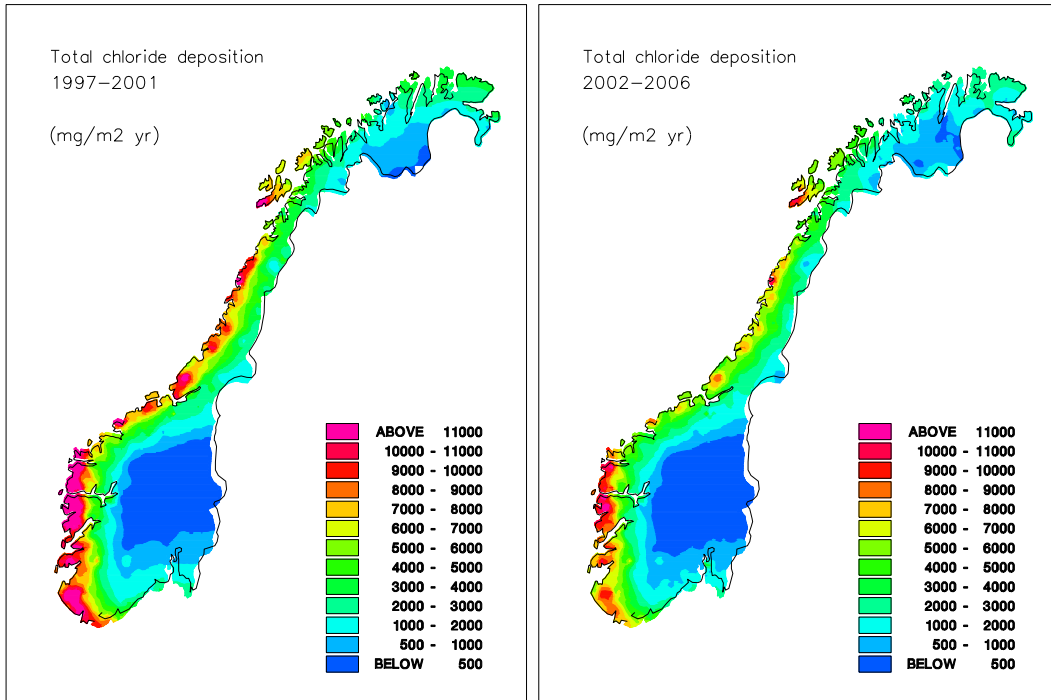 Total chloride deposition
1997-2001
(mg/m2 yr)
ABOVE 11000
10000 - 11000
9000 - 10000
8000 - 9000
7000 - 8000
6000 - 7000
5000 - 6000
4000 - 5000
3000 - 4000
2000 - 3000
1000 - 2000
500 - 1000
BELOW 500
Total chloride deposition
2002-2006
(mg/m2 yr)
ABOVE 11000
10000 - 11000
9000 - 10000
8000 - 9000
7000 - 8000
6000 - 7000
5000 - 6000
4000 - 5000
3000 - 4000
2000 - 3000
1000 - 2000
500 - 1000
BELOW 500